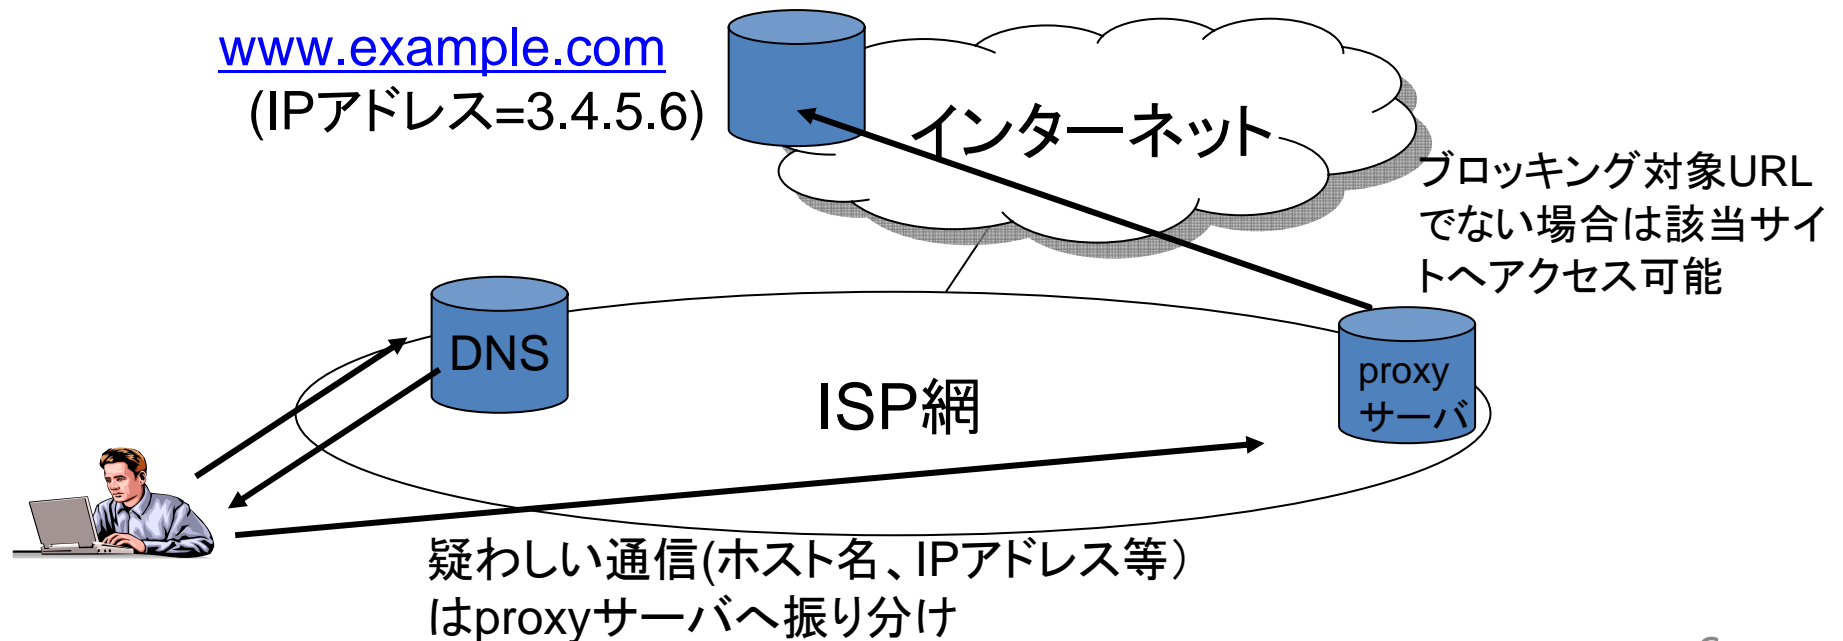 www.example.com
(IPアドレス=3.4.5.6)
インターネット
ブロッキング対象URL
でない場合は該当サイ
トへアクセス可能
DNS
ISP網
proxy
サーバ
疑わしい通信(ホスト名、IPアドレス等)
はproxyサーバへ振り分け